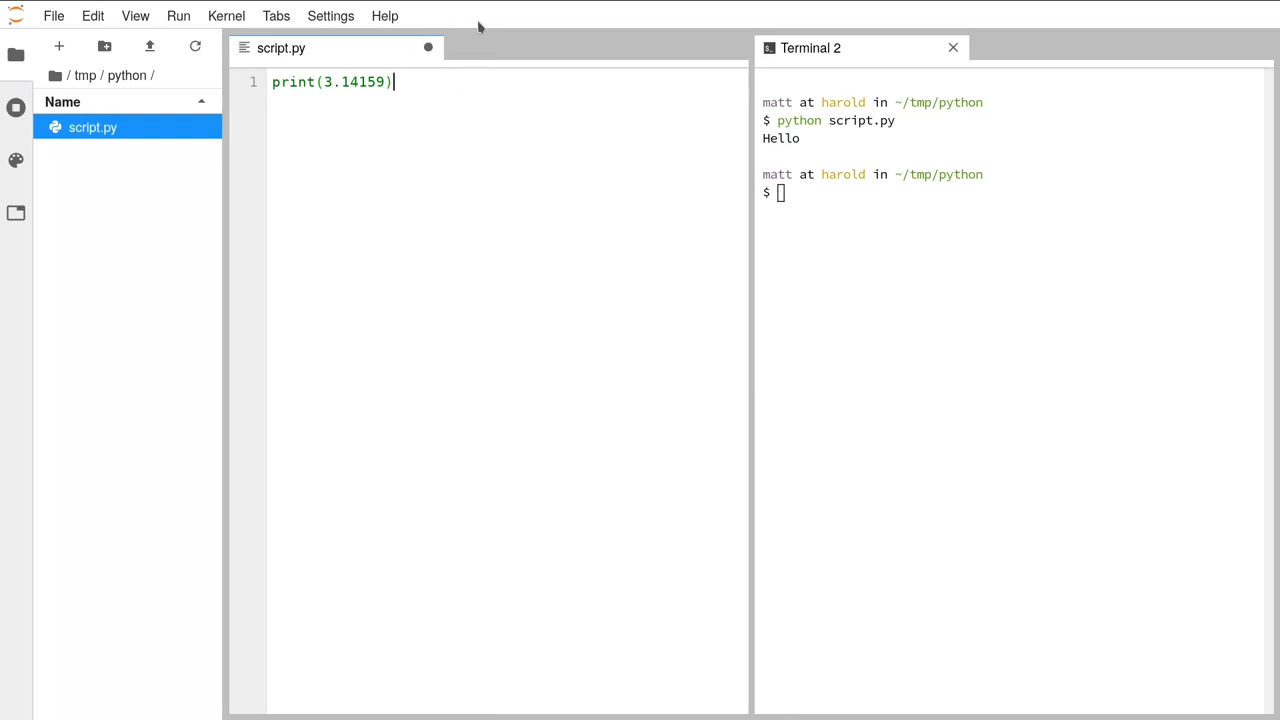 File Edit View Run Kernel Tabs Settings Help
script.py
Terminal 2
/ tmp / python /
Name
script.py
1 print(3.14159)
matt at harold in ~/tmp/python
$ python script.py
Hello
matt at harold in ~/tmp/python
$